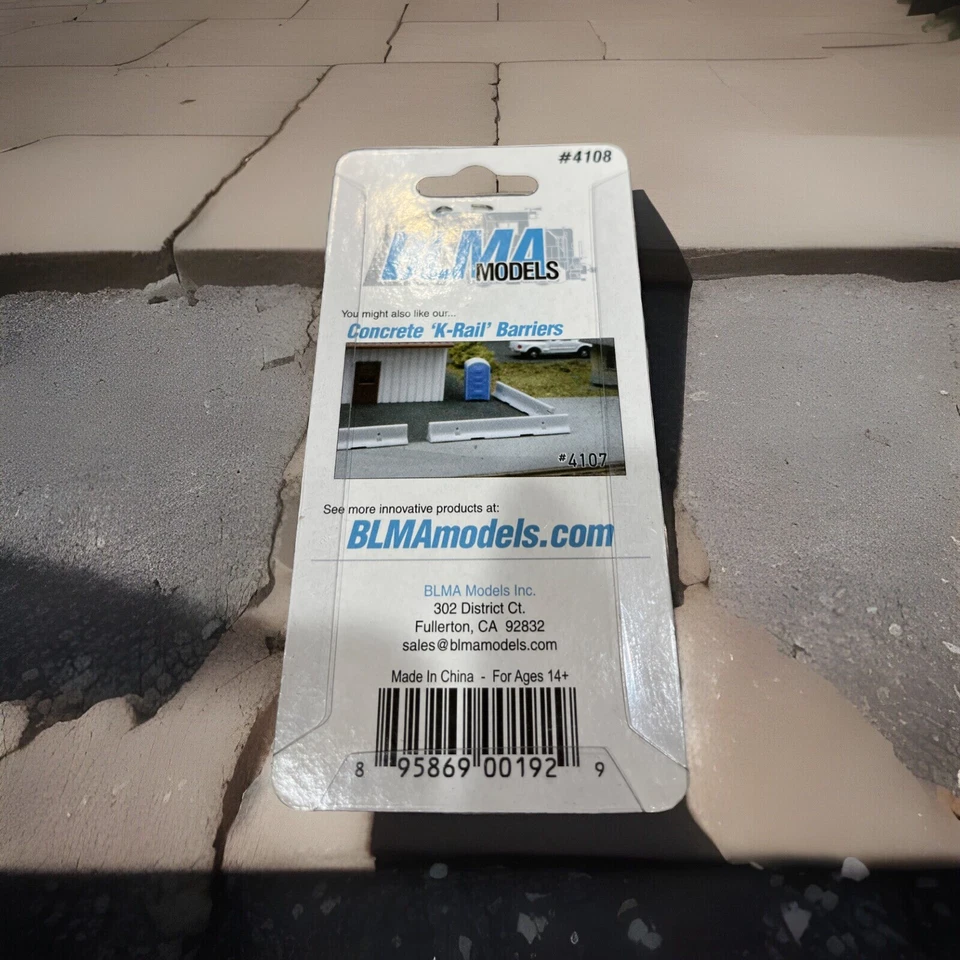 #4108
BLMA
MODELS
You might also like our...
Concrete 'K-Rail' Barriers
#4107
See more innovative products at:
BLMAmodels.com
BLMA Models Inc.
302 District Ct.
Fullerton, CA 92832
sales@blmamodels.com
Made In China - For Ages 14+
8 95869 00192 9